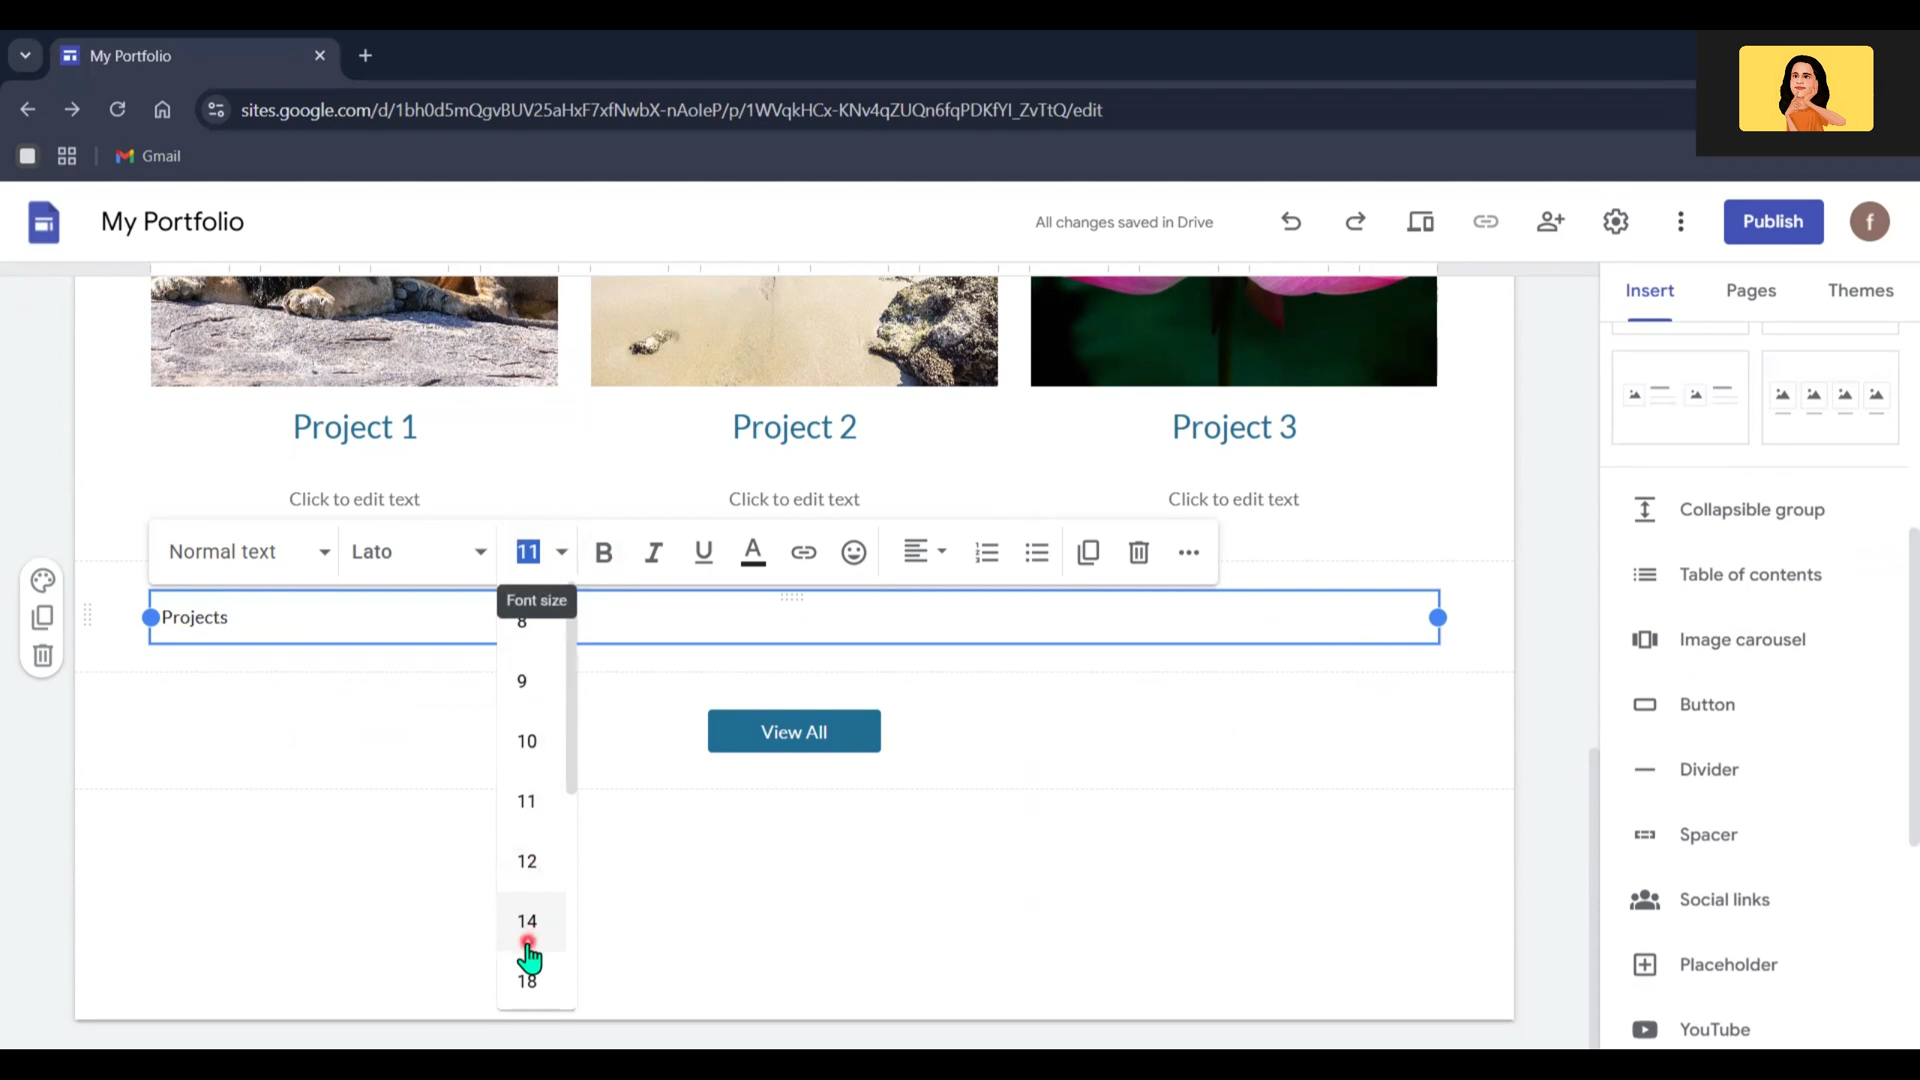 My Portfolio
sites.google.com/d/1bh0d5mQgvBUV25aHxF7xfNwbX-nAoIeP/p/1WVqkHCx-KNv4qZUQn6fqPDKfYl_ZvTtQ/edit
Gmail
My Portfolio
All changes saved in Drive
Publish
f
Insert
Pages
Themes
Project 1
Project 2
Project 3
Click to edit text
Click to edit text
Click to edit text
Normal text
Lato
11
B
I
U
A
Font size
Projects
8
9
10
11
12
14
18
View All
Collapsible group
Table of contents
Image carousel
Button
Divider
Spacer
Social links
Placeholder
YouTube